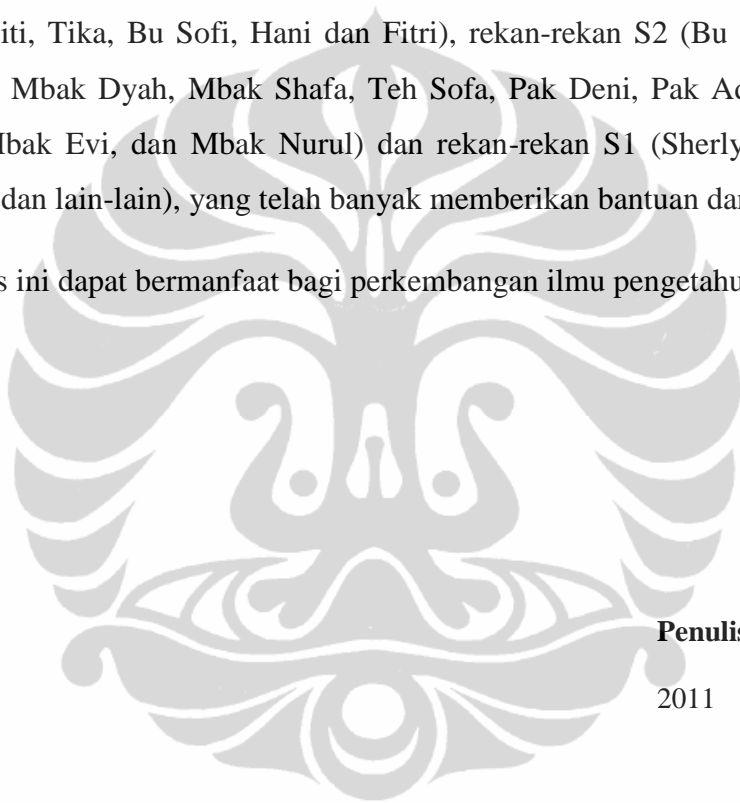 iti, Tika, Bu Sofi, Hani dan Fitri), rekan-rekan S2 (Bu
Mbak Dyah, Mbak Shafa, Teh Sofa, Pak Deni, Pak Ad
Mbak Evi, dan Mbak Nurul) dan rekan-rekan S1 (Sherly
dan lain-lain), yang telah banyak memberikan bantuan dan
s ini dapat bermanfaat bagi perkembangan ilmu pengetahu
Penulis
2011